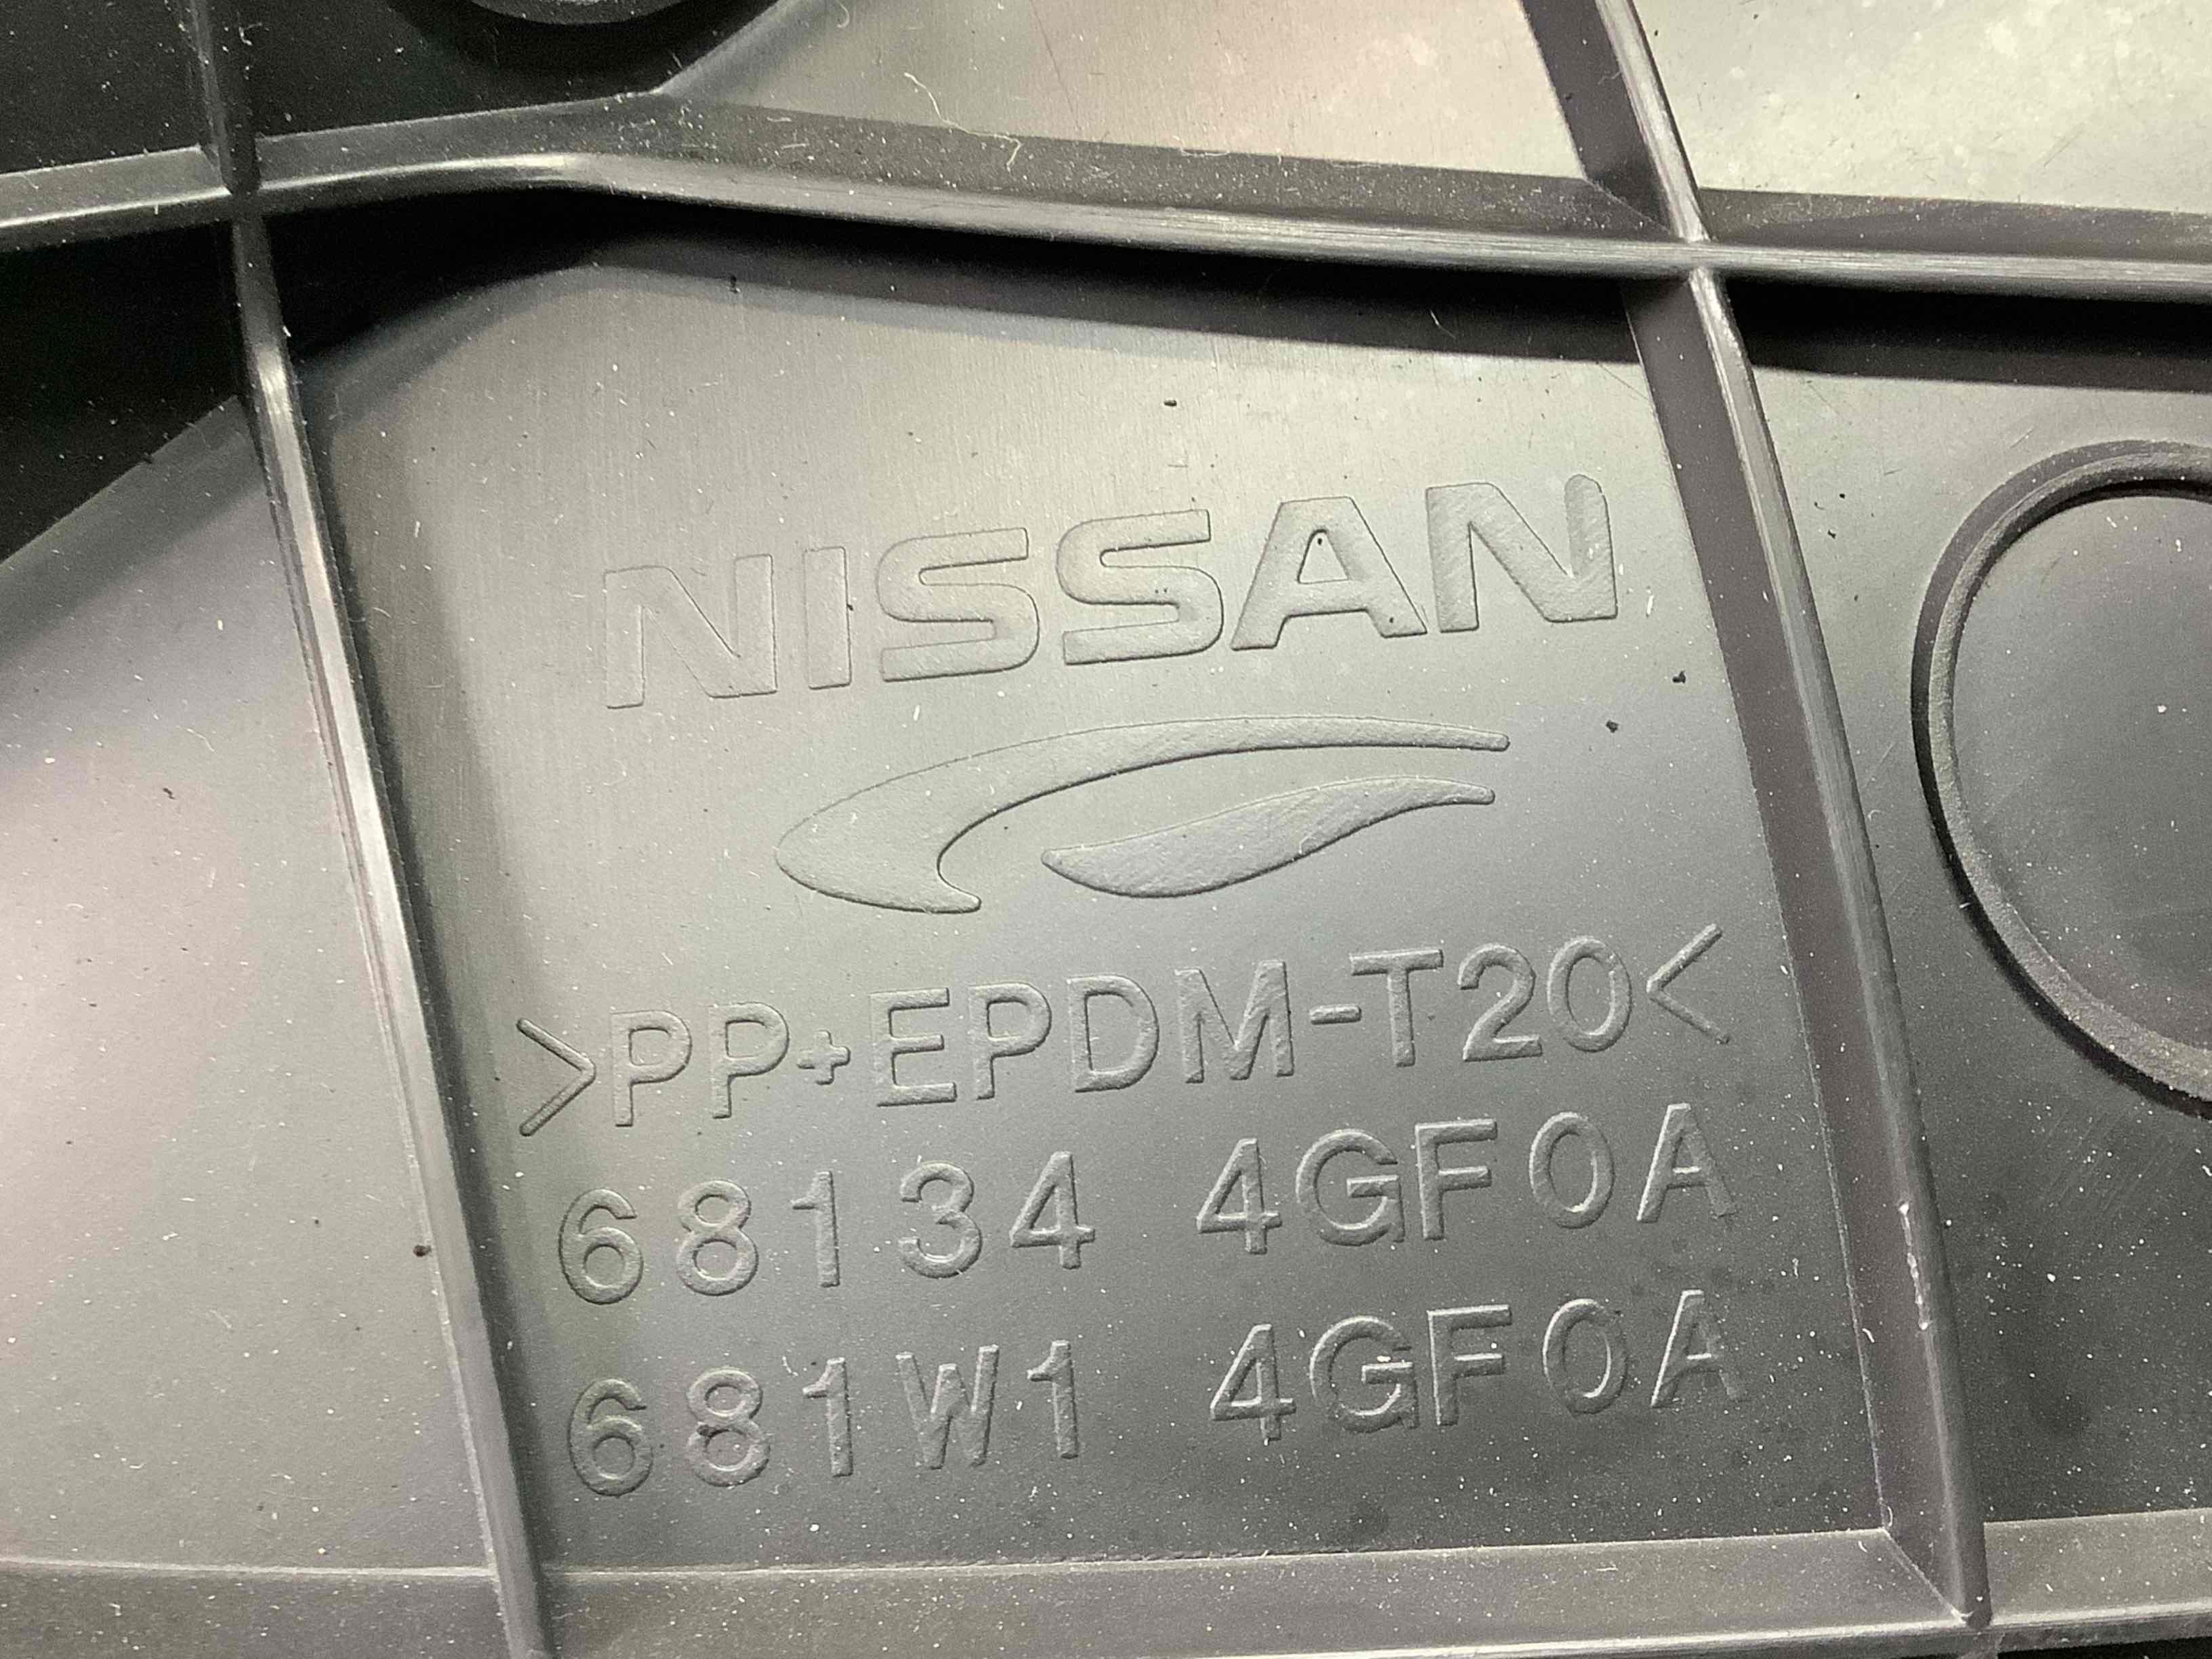 NISSAN
>PP+EPDM-T20<
68134 4GF0A
681W1 4GF0A